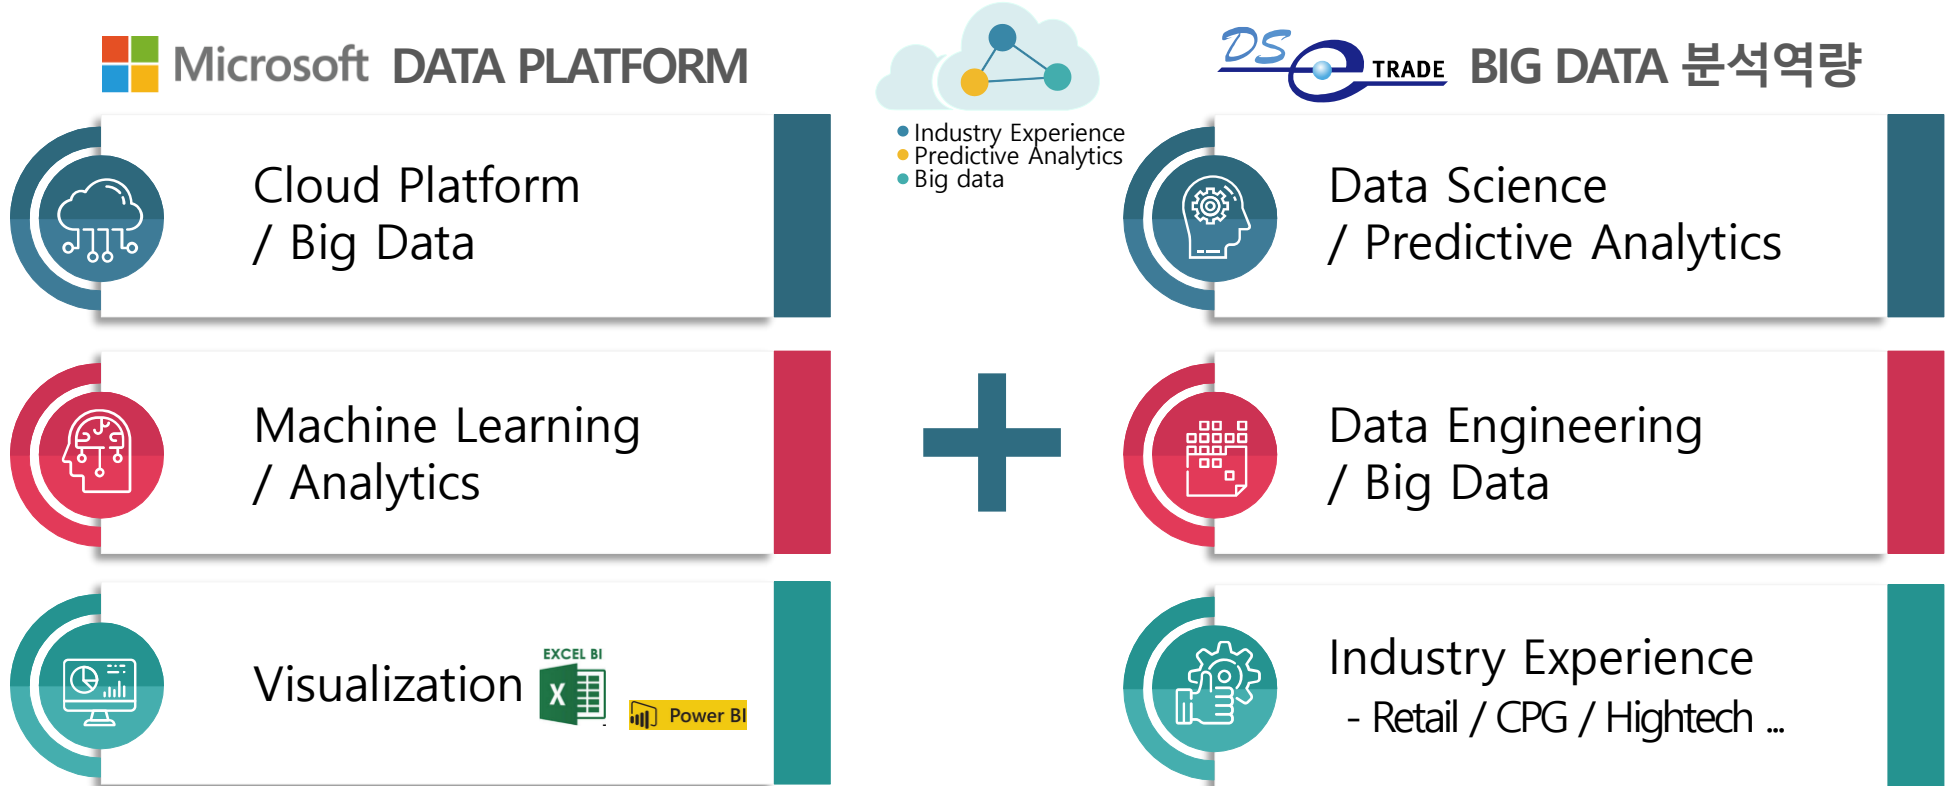 Microsoft DATA PLATFORM
Cloud Platform
/ Big Data
Machine Learning
/ Analytics
Visualization
EXCEL BI
X
Power BI
Industry Experience
Predictive Analytics
Big data
DS e TRADE BIG DATA 분석역량
Data Science
/ Predictive Analytics
Data Engineering
/ Big Data
Industry Experience
- Retail / CPG / Hightech ...